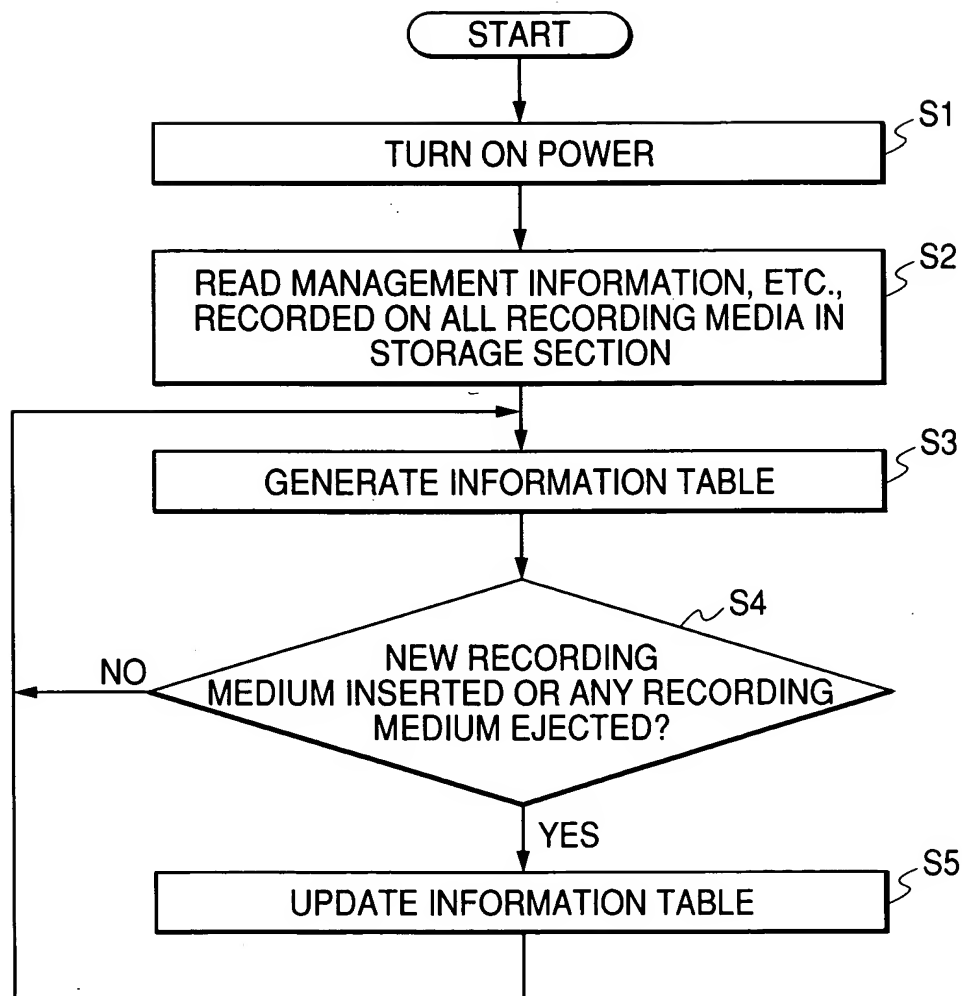 START
S1
TURN ON POWER
S2
READ MANAGEMENT INFORMATION, ETC.,
RECORDED ON ALL RECORDING MEDIA IN
STORAGE SECTION
S3
GENERATE INFORMATION TABLE
S4
NEW RECORDING
MEDIUM INSERTED OR ANY RECORDING
MEDIUM EJECTED?
NO
YES
S5
UPDATE INFORMATION TABLE